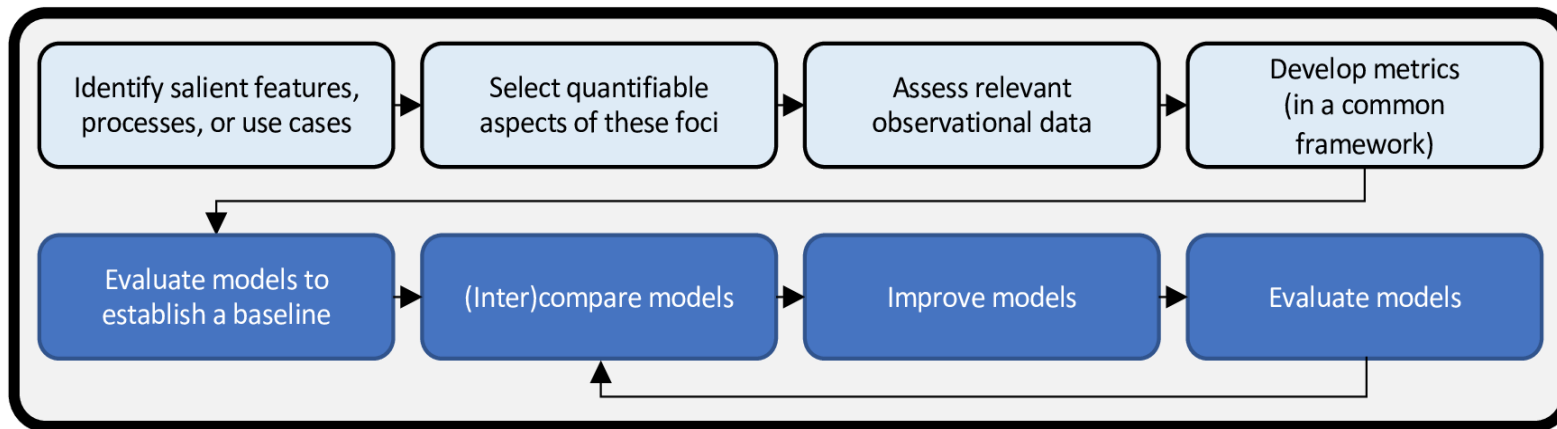 Identify salient features,
processes, or use cases
Select quantifiable
aspects of these foci
Assess relevant
observational data
Develop metrics
(in a common
framework)
Evaluate models to
establish a baseline
(Inter)compare models
Improve models
Evaluate models